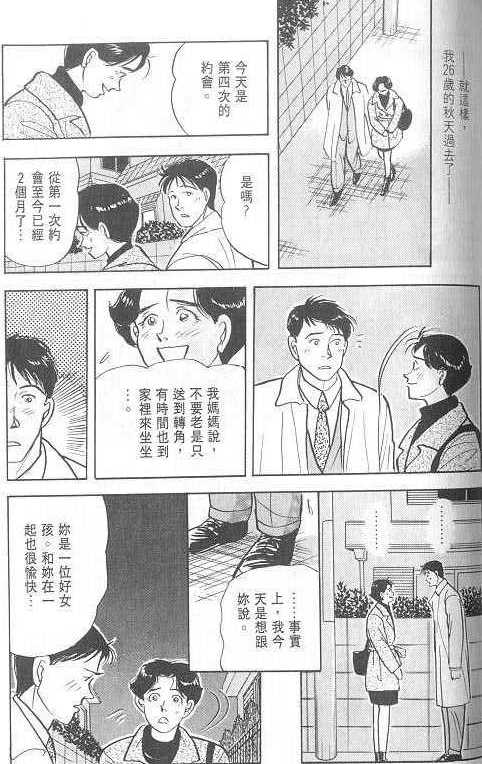 ──就這樣，
我26歲的秋天過去了──
今天是
第四次的
約會。
是嗎？
從第一次約
會至今已經
2個月了…
我媽媽說，
不要老是只
送到轉角，
有時間也到
家裡來坐坐
…。
…………
…………
……事實
上，我今
天是想跟
妳說。
妳是一位好女
孩。和妳在一
起也很愉快…